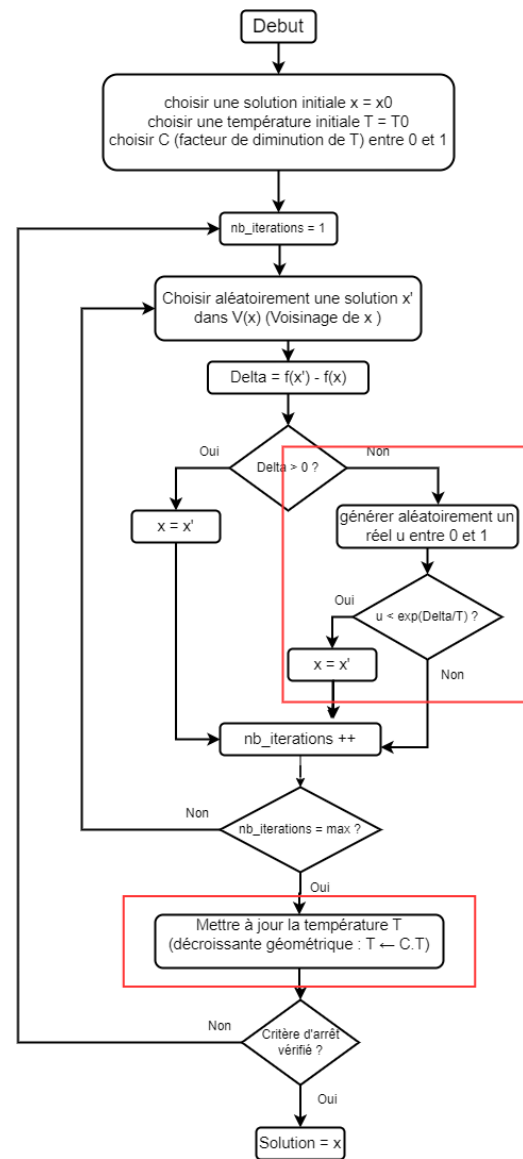 Debut
choisir une solution initiale x = x0
choisir une température initiale T = T0
choisir C (facteur de diminution de T) entre 0 et 1
nb_iterations = 1
Choisir aléatoirement une solution x'
dans V(x) (Voisinage de x )
Delta = f(x') - f(x)
Oui
Delta > 0 ?
Non
x = x'
générer aléatoirement un
réel u entre 0 et 1
Oui
u < exp(Delta/T) ?
x = x'
Non
nb_iterations ++
Non
nb_iterations = max ?
Oui
Mettre à jour la température T
(décroissante géométrique : T ← C.T)
Non
Critère d'arrêt
vérifié ?
Oui
Solution = x